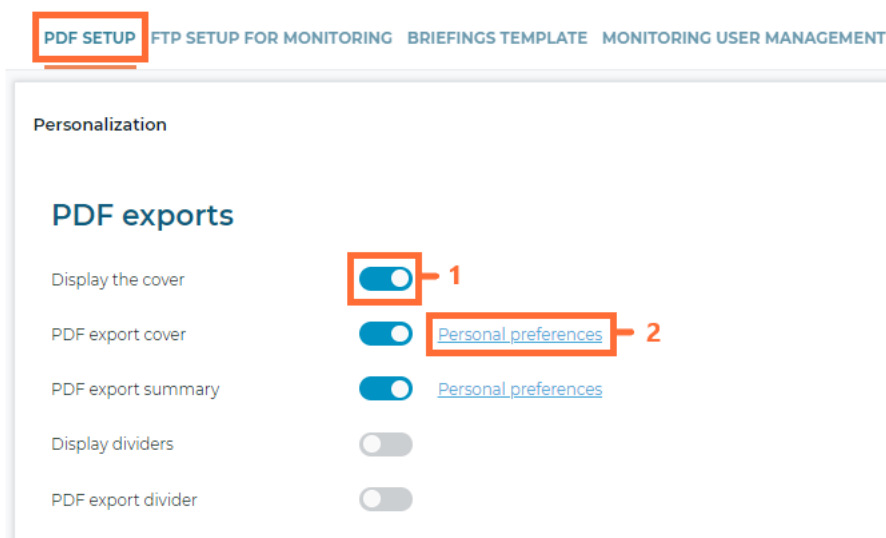 PDF SETUP FTP SETUP FOR MONITORING BRIEFINGS TEMPLATE MONITORING USER MANAGEMENT
Personalization
PDF exports
Display the cover 1
PDF export cover Personal preferences 2
PDF export summary Personal preferences
Display dividers
PDF export divider